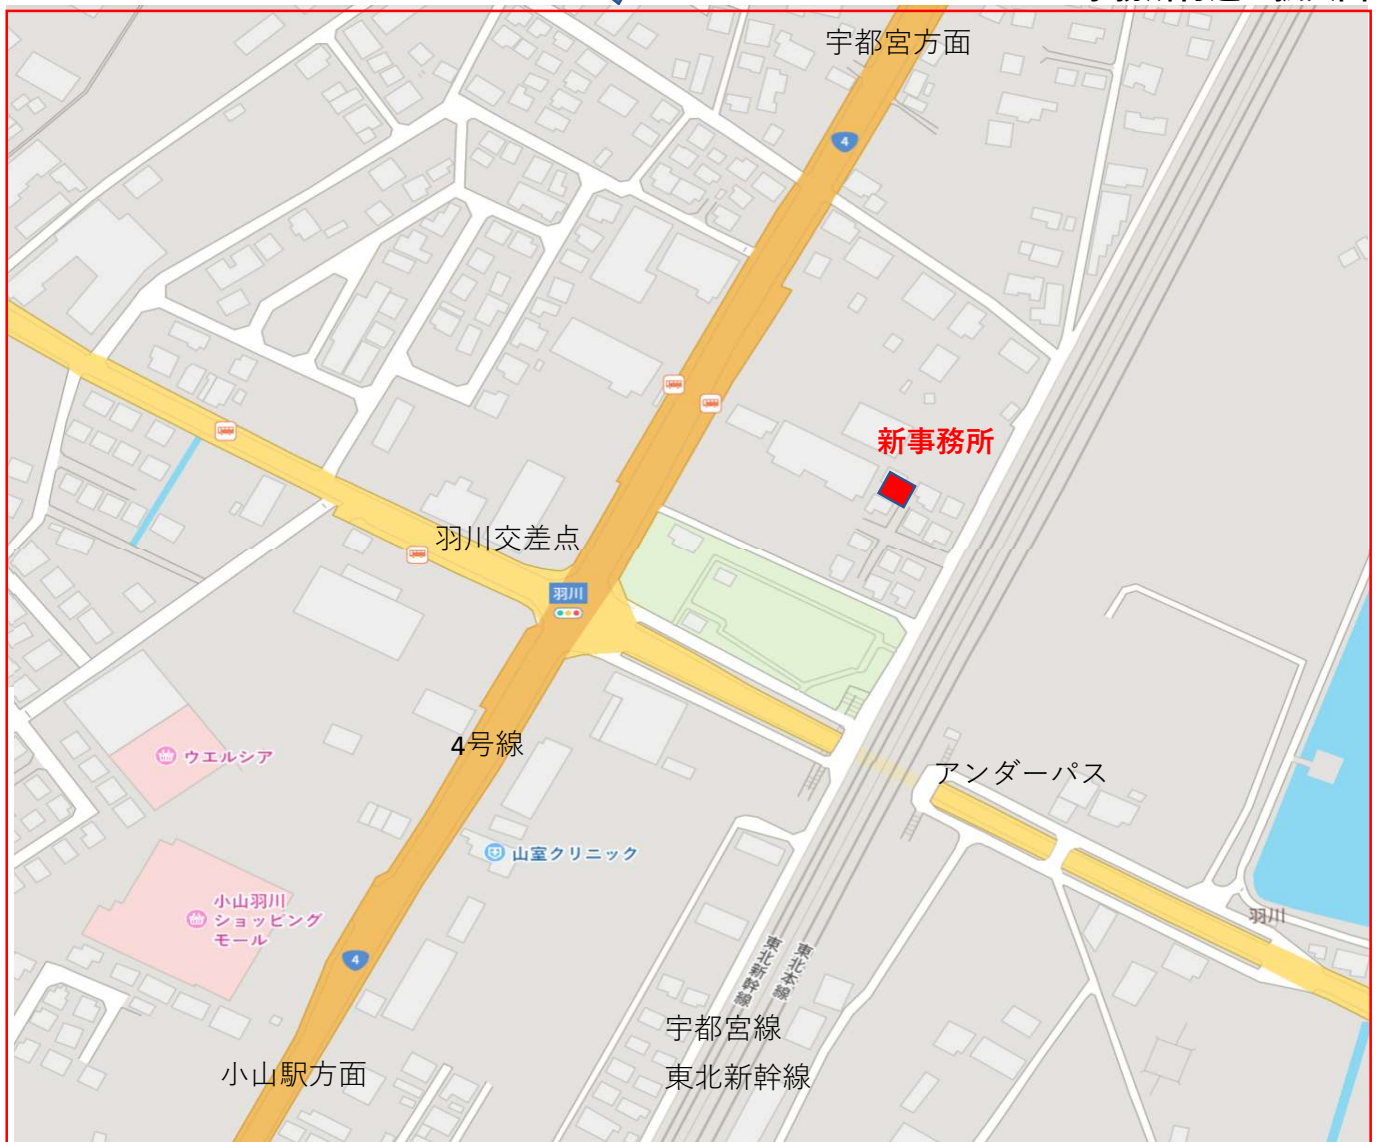 宇都宮方面
4
新事務所
羽川交差点
羽川
4号線
ウエルシア
アンダーパス
山室クリニック
小山羽川
ショッピング
モール
羽川
4
東北新幹線
東北本線
宇都宮線
小山駅方面
東北新幹線